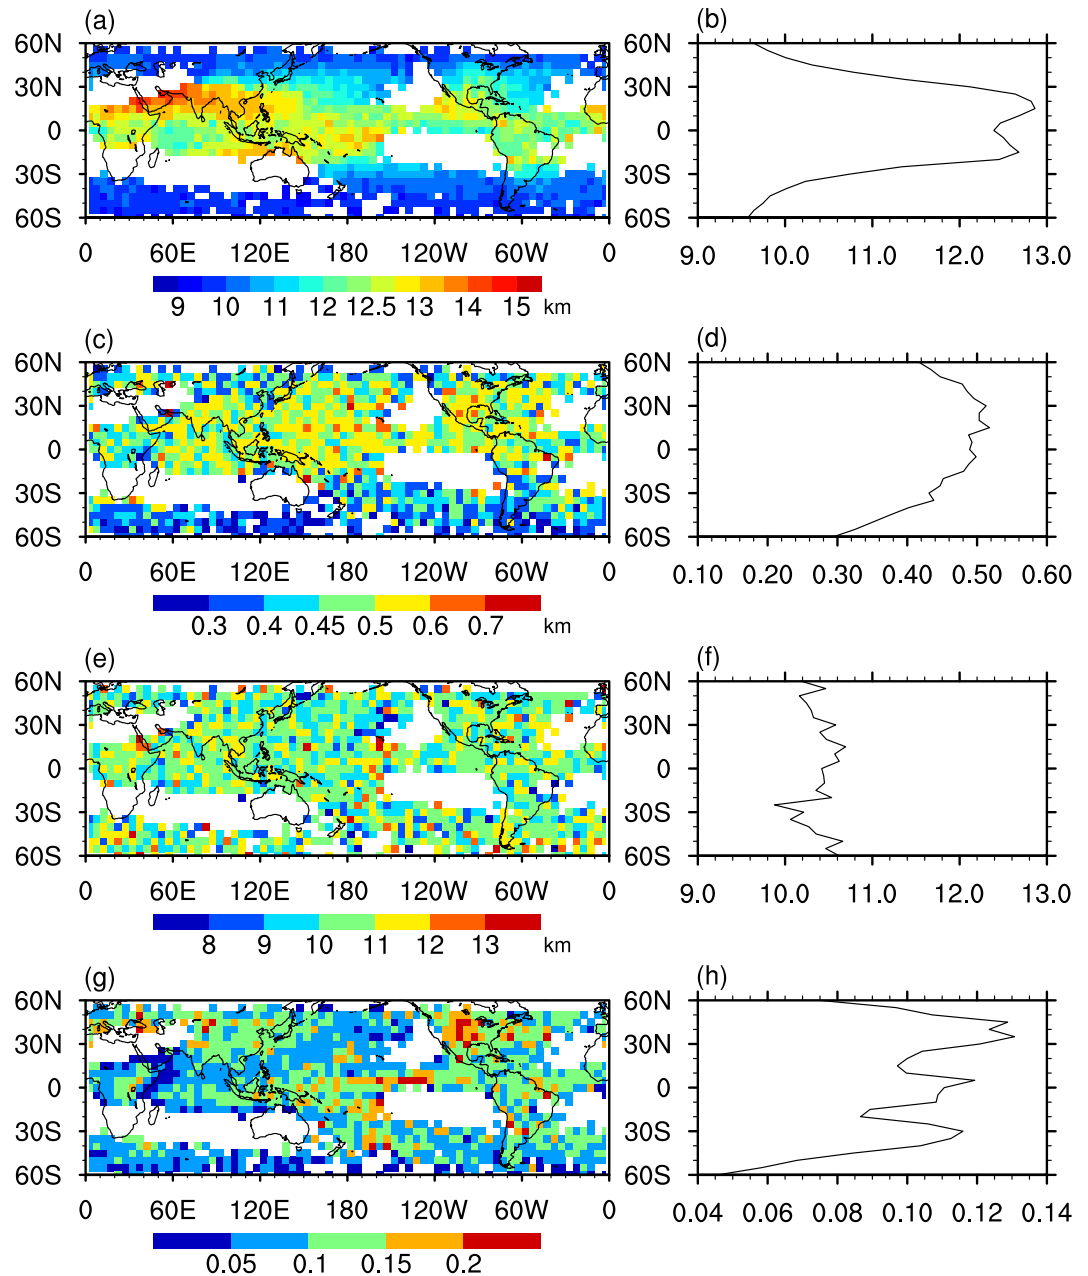 (a)
60N
30N
0
30S
60S
0 60E 120E 180 120W 60W 0
9 10 11 12 12.5 13 14 15 km
(b)
60N
30N
0
30S
60S
9.0 10.0 11.0 12.0 13.0
(c)
60N
30N
0
30S
60S
0 60E 120E 180 120W 60W 0
0.3 0.4 0.45 0.5 0.6 0.7 km
(d)
60N
30N
0
30S
60S
0.10 0.20 0.30 0.40 0.50 0.60
(e)
60N
30N
0
30S
60S
0 60E 120E 180 120W 60W 0
8 9 10 11 12 13 km
(f)
60N
30N
0
30S
60S
9.0 10.0 11.0 12.0 13.0
(g)
60N
30N
0
30S
60S
0 60E 120E 180 120W 60W 0
0.05 0.1 0.15 0.2
(h)
60N
30N
0
30S
60S
0.04 0.06 0.08 0.10 0.12 0.14